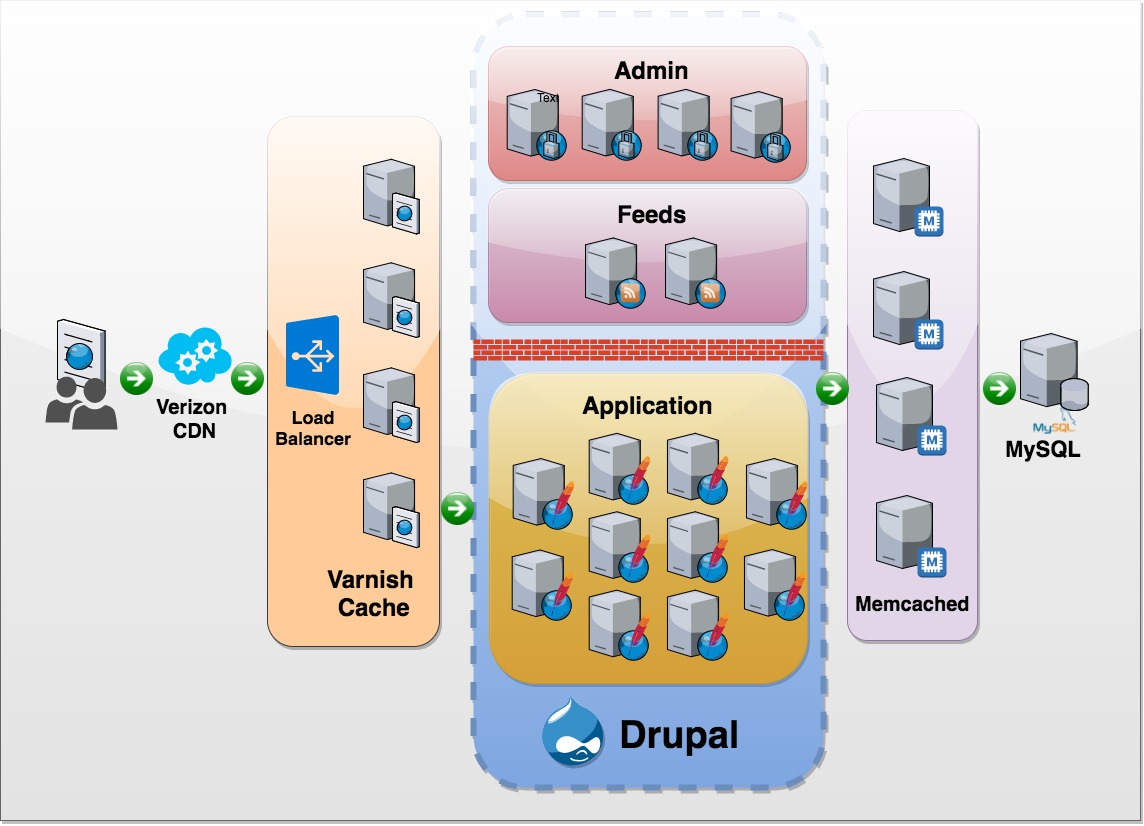 Admin
Text
Feeds
Application
Verizon
CDN
Load
Balancer
Varnish
Cache
Drupal
M
M
M
M
Memcached
MySQL
MySQL